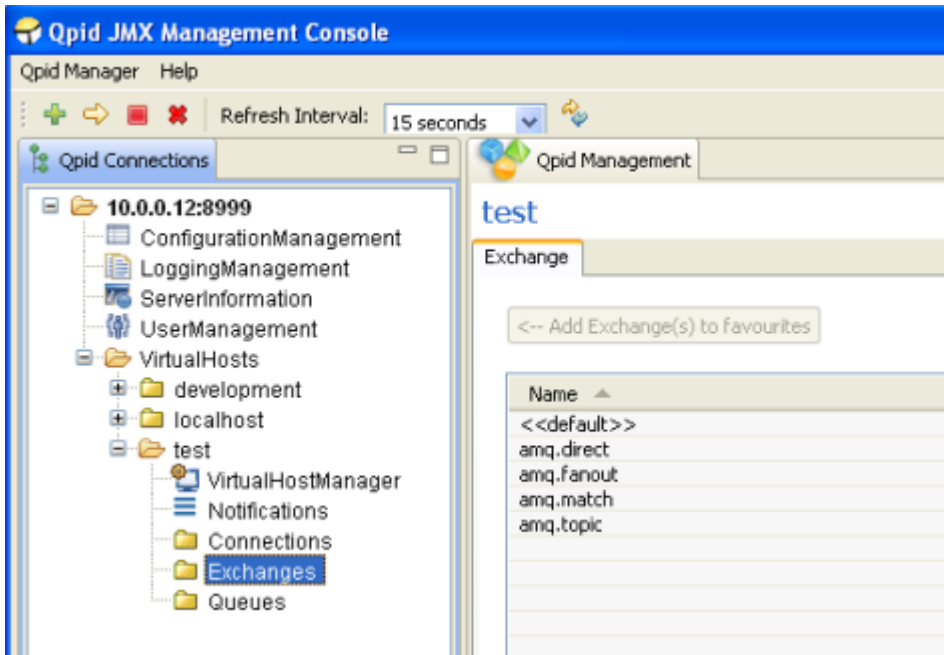 Qpid JMX Management Console
Qpid Manager Help
Refresh Interval: 15 seconds
Qpid Connections
10.0.0.12:8999
ConfigurationManagement
LoggingManagement
ServerInformation
UserManagement
VirtualHosts
development
localhost
test
VirtualHostManager
Notifications
Connections
Exchanges
Queues
Qpid Management
test
Exchange
<-- Add Exchange(s) to favourites
Name
<<default>>
amq.direct
amq.fanout
amq.match
amq.topic